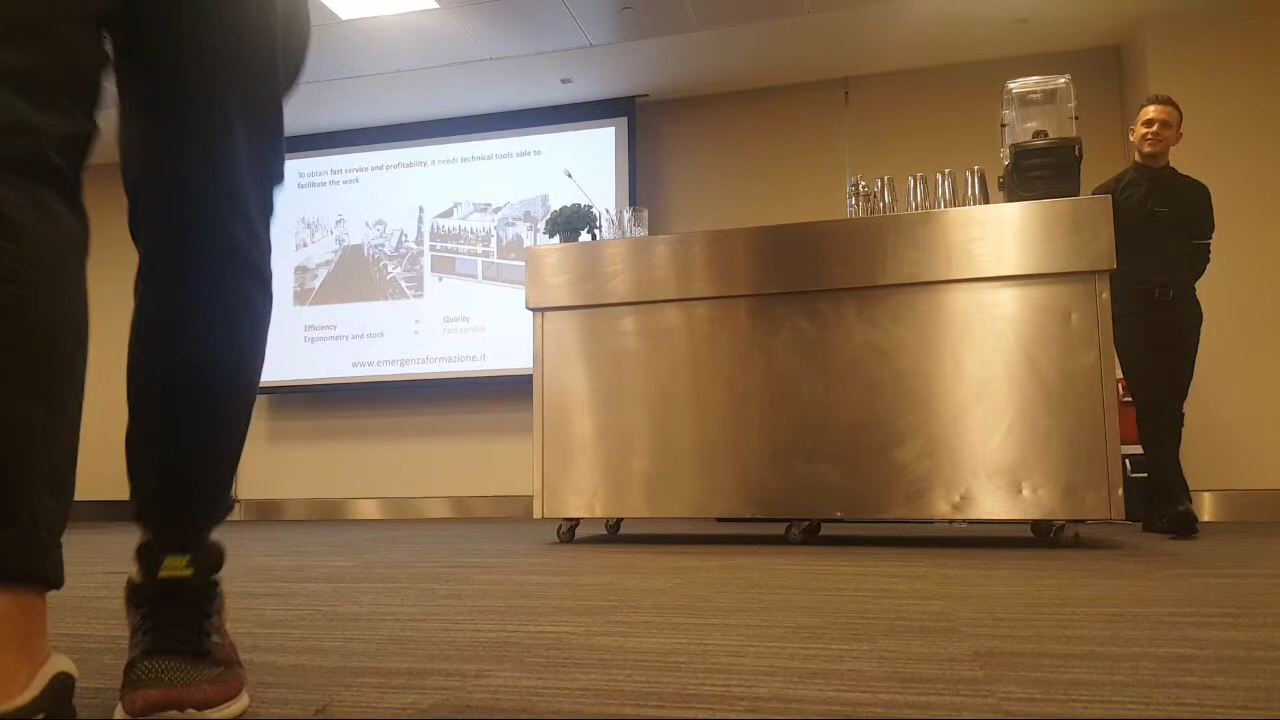 To obtain fast service and profitability, it needs technical tools able to
facilitate the work
Efficiency = Quality
Ergonometry and stock = Fast service
www.emergenzaformazione.it